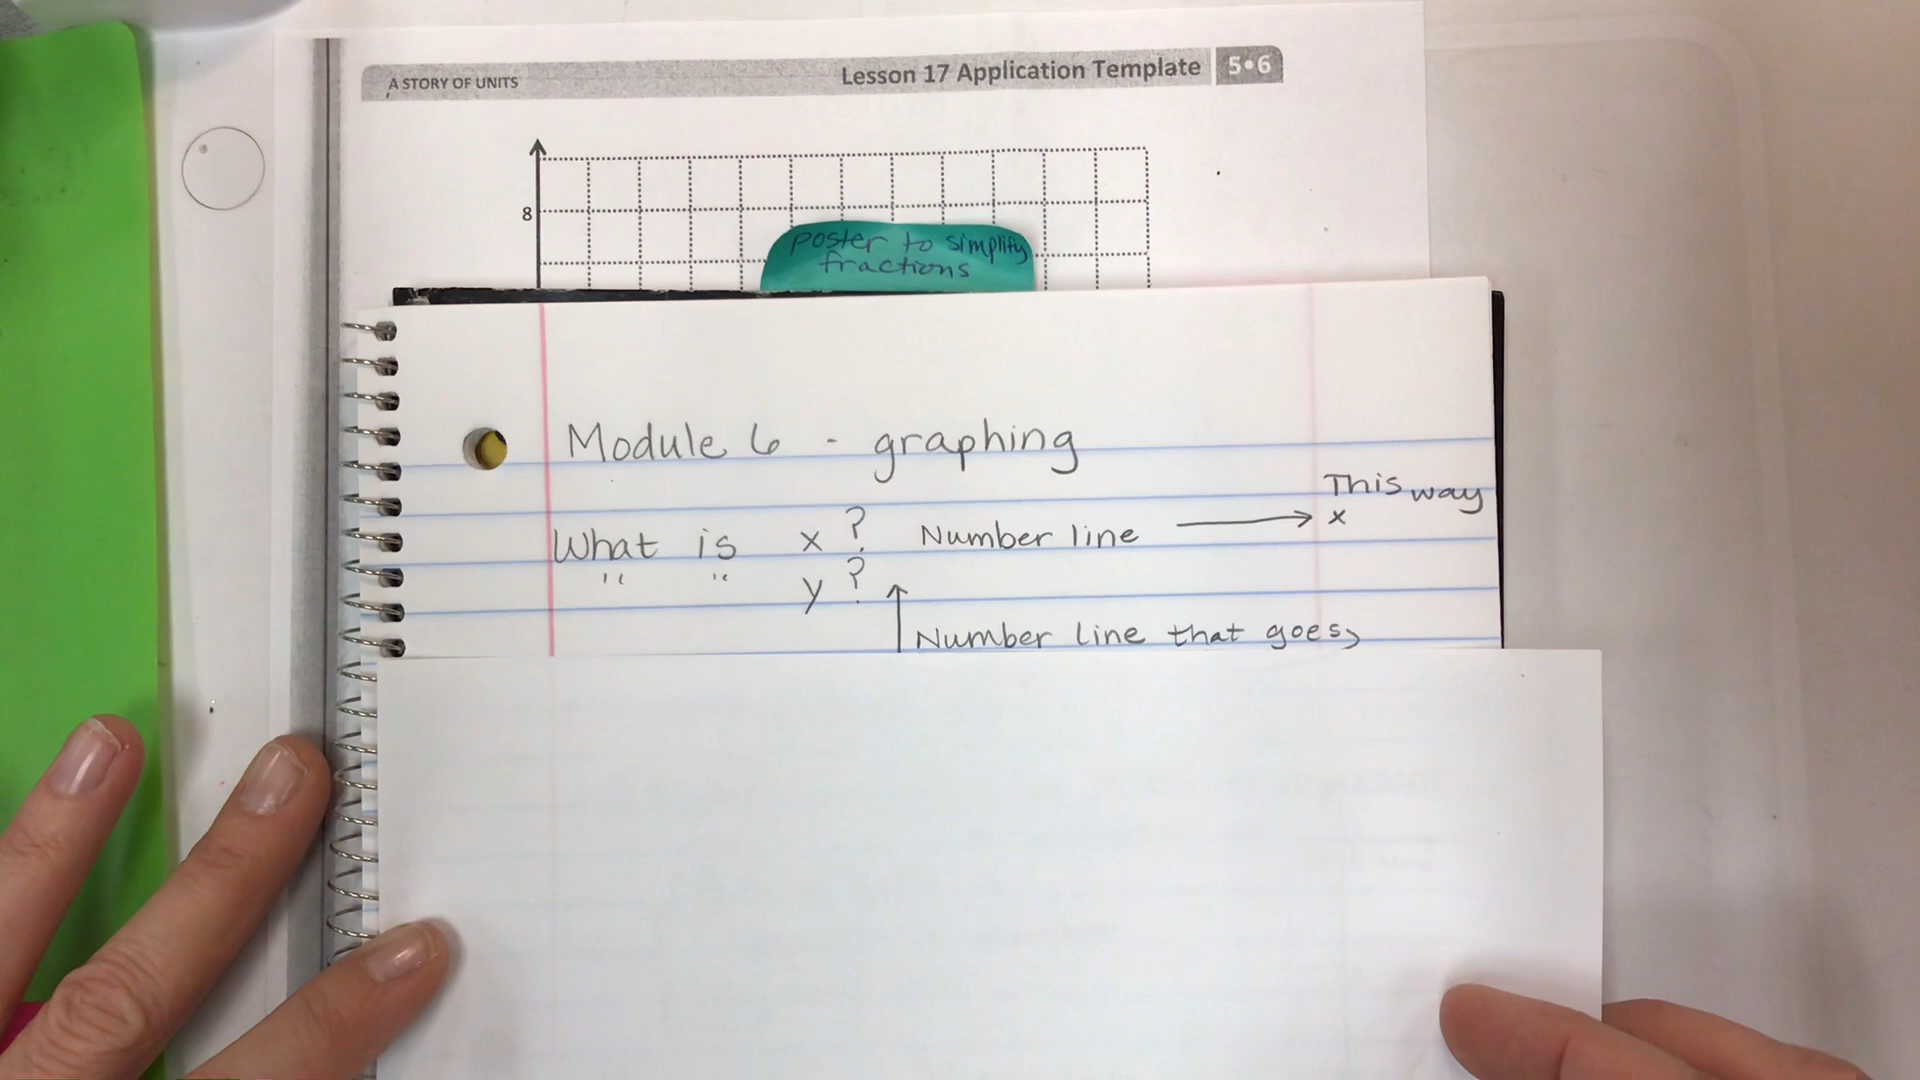 A STORY OF UNITS Lesson 17 Application Template 5•6
8
poster to simplify
fractions
Module 6 - graphing
This way
What is x? Number line → x
" " y?
↑ Number line that goes